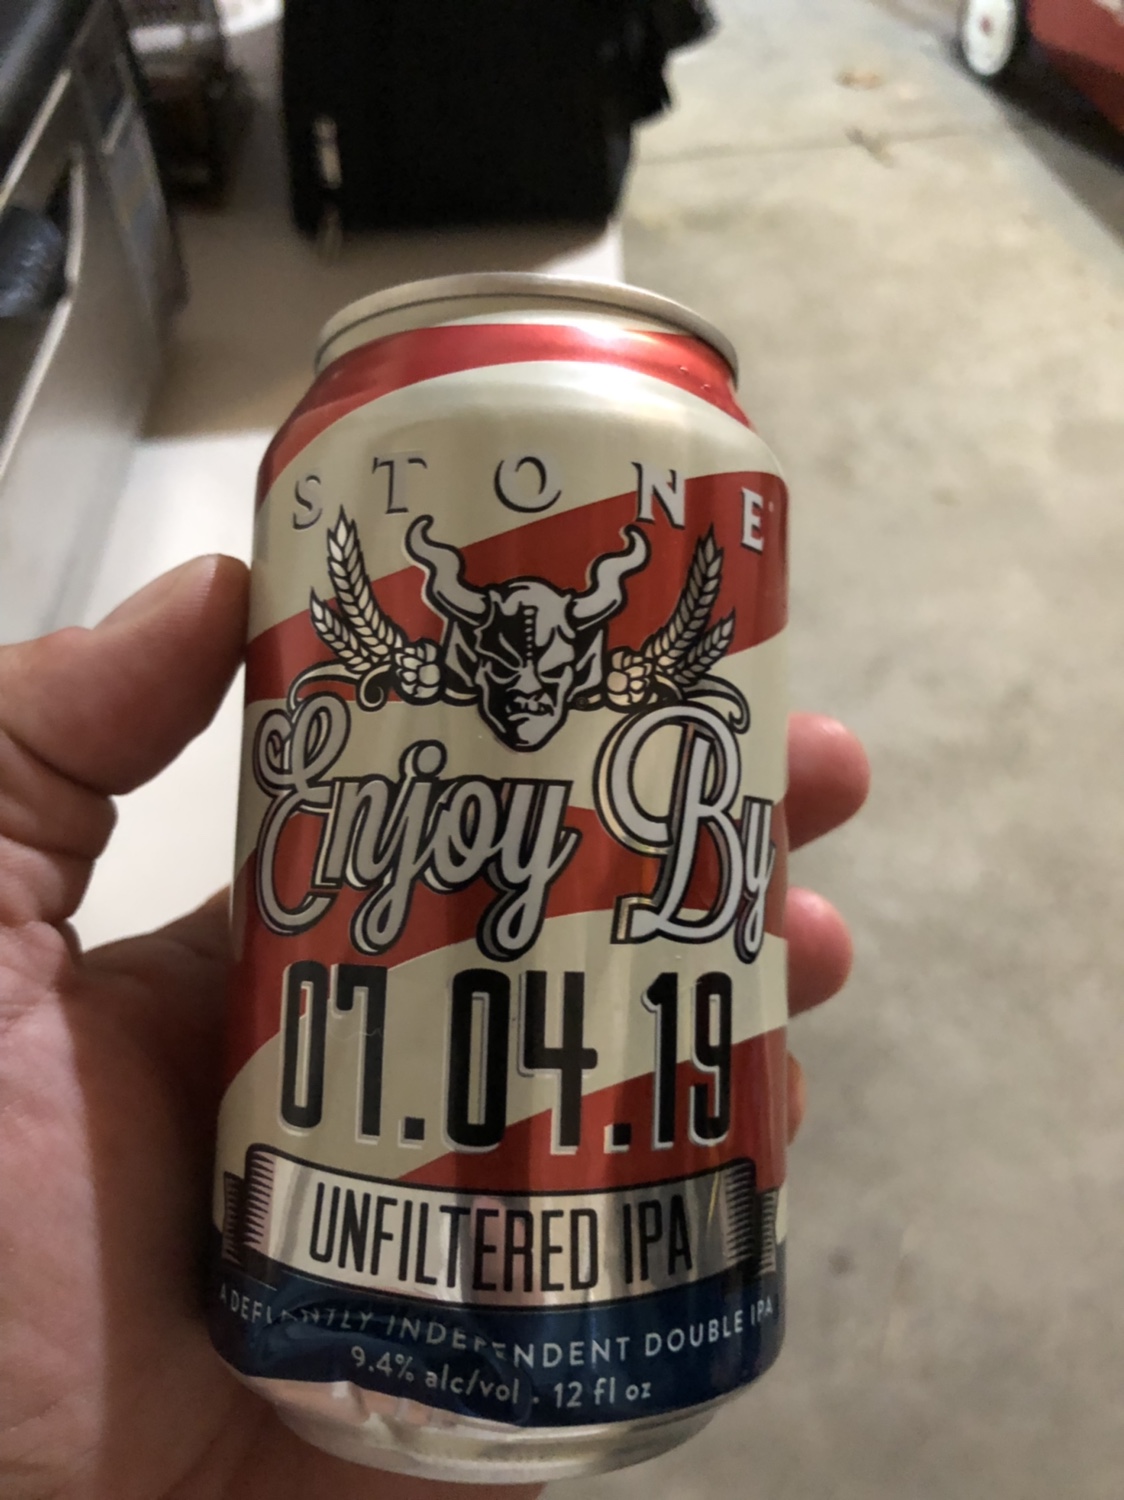 STONE
Enjoy By
07.04.19
UNFILTERED IPA
A DEFIANTLY INDEPENDENT DOUBLE IPA
9.4% alc/vol · 12 fl oz